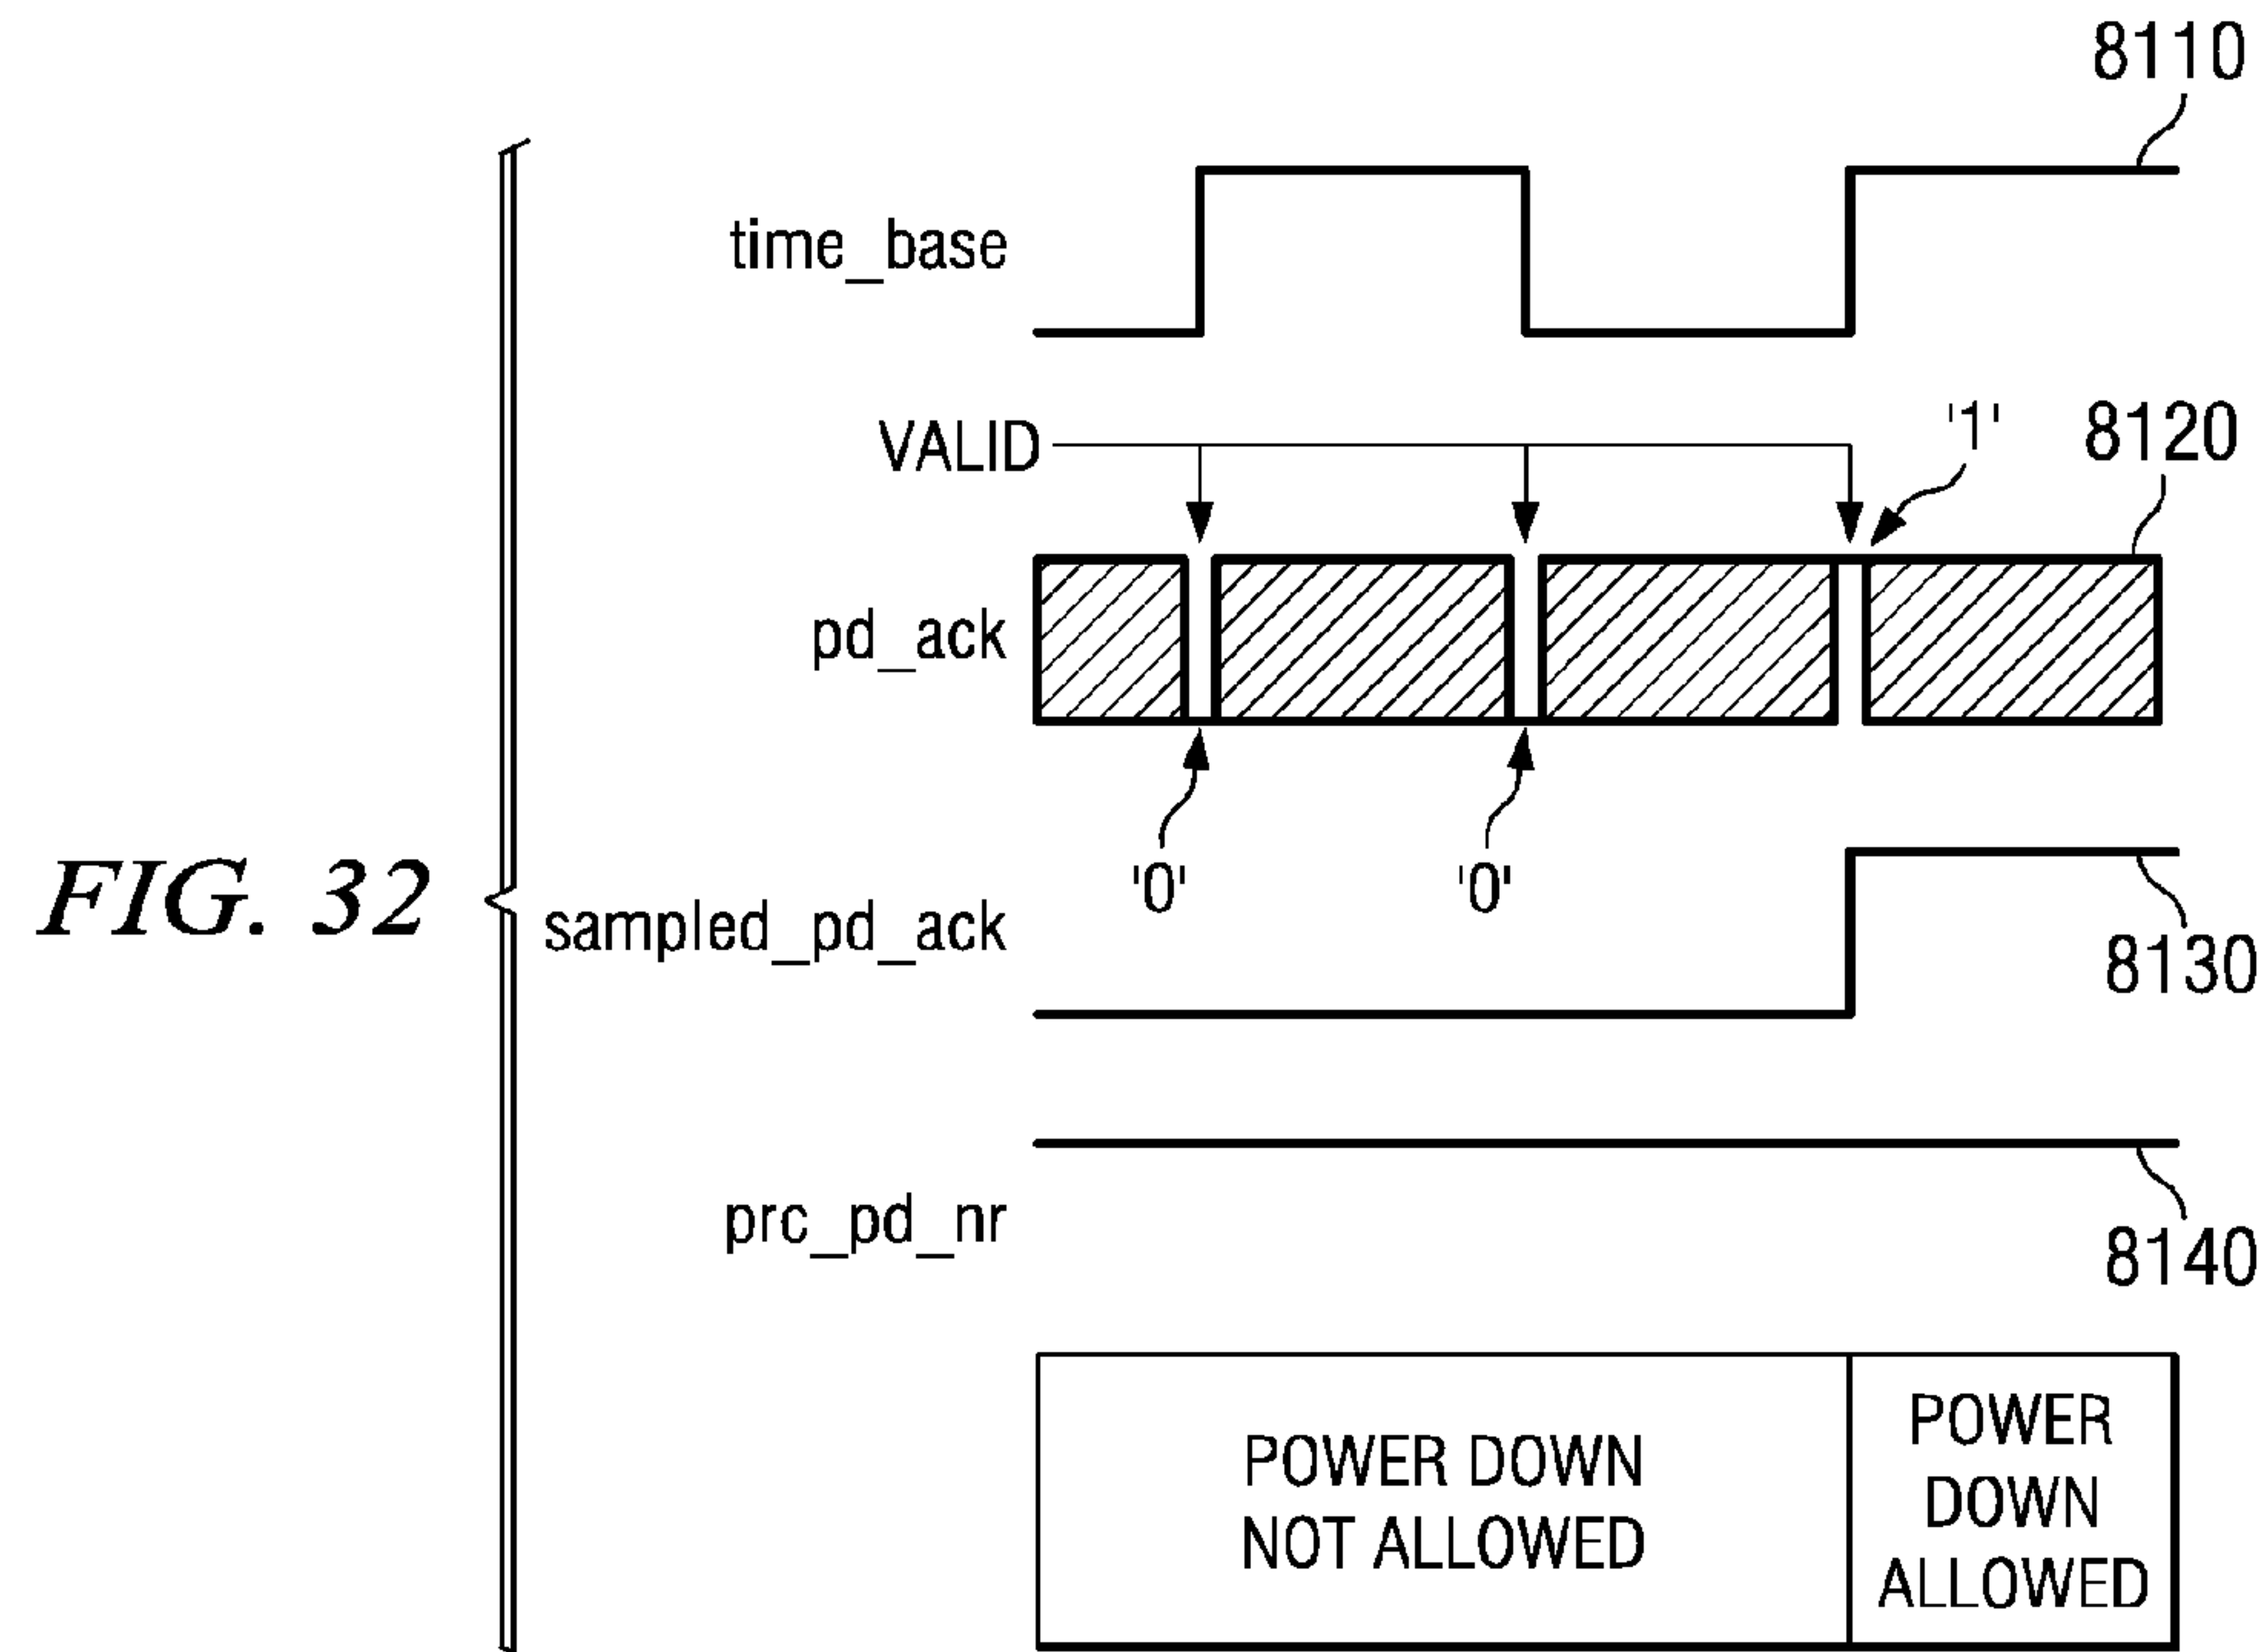 8110
time_base
VALID
'1'
8120
pd_ack
'0'
'0'
FIG. 32
sampled_pd_ack
8130
prc_pd_nr
8140
POWER DOWN
NOT ALLOWED
POWER
DOWN
ALLOWED